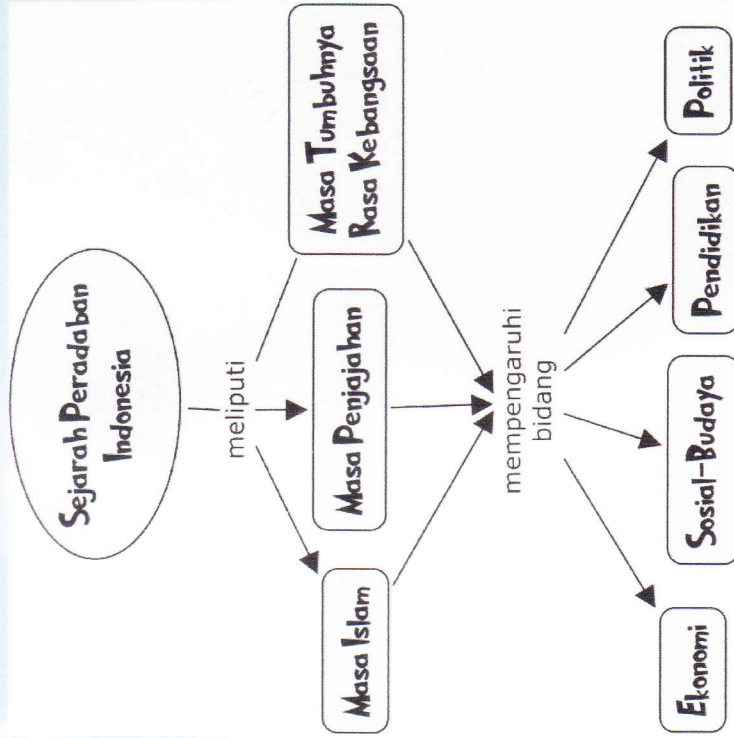 Sejarah Peradaban
Indonesia
meliputi
Masa Islam
Masa Penjajahan
Masa Tumbuhnya
Rasa Kebangsaan
mempengaruhi
bidang
Ekonomi
Sosial-Budaya
Pendidikan
Politik